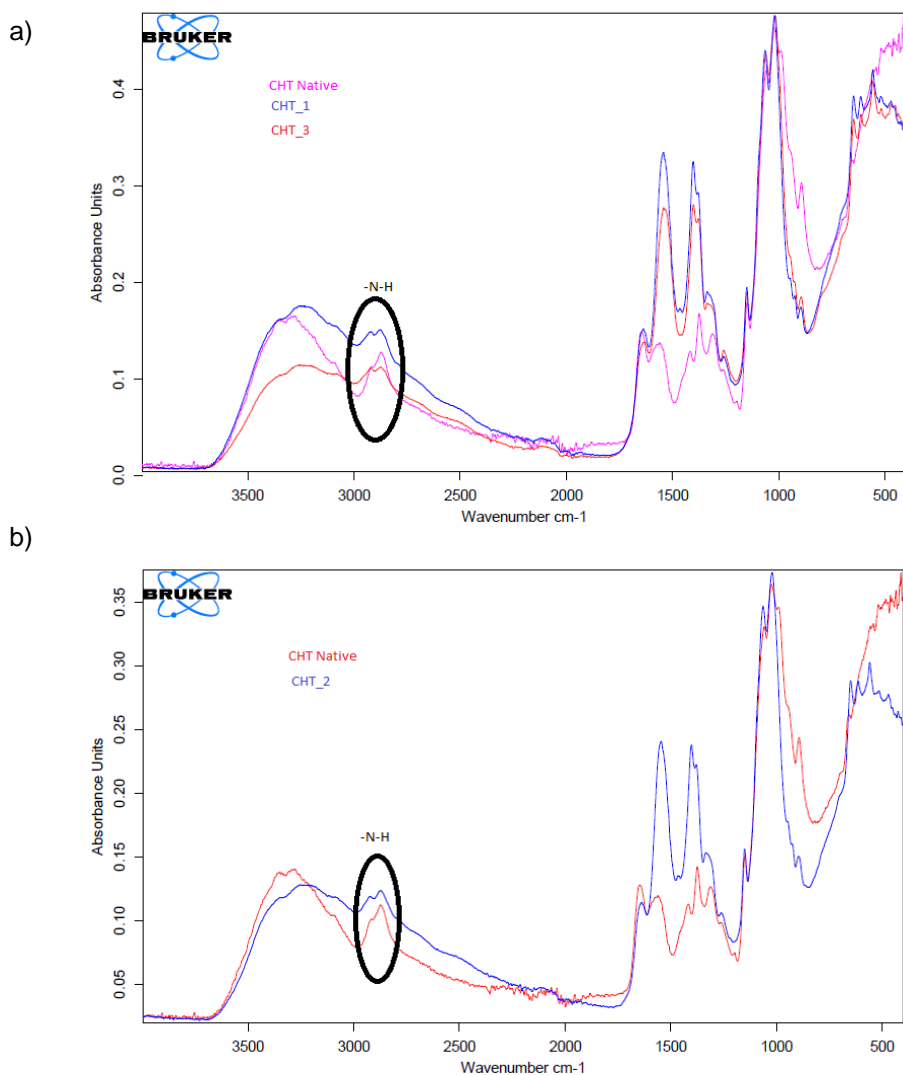 a)
BRUKER
CHT Native
CHT_1
CHT_3
-N-H
Absorbance Units
0.0 0.1 0.2 0.3 0.4
3500 3000 2500 2000 1500 1000 500
Wavenumber cm-1
b)
BRUKER
CHT Native
CHT_2
-N-H
Absorbance Units
0.05 0.10 0.15 0.20 0.25 0.30 0.35
3500 3000 2500 2000 1500 1000 500
Wavenumber cm-1